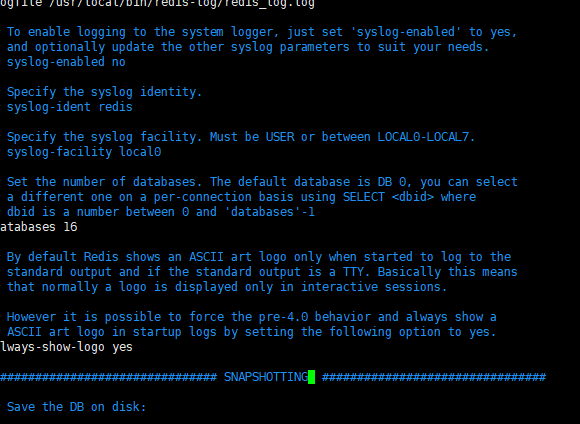 ogfile /usr/local/bin/redis-log/redis_log.log
To enable logging to the system logger, just set 'syslog-enabled' to yes,
and optionally update the other syslog parameters to suit your needs.
syslog-enabled no
Specify the syslog identity.
syslog-ident redis
Specify the syslog facility. Must be USER or between LOCAL0-LOCAL7.
syslog-facility local0
Set the number of databases. The default database is DB 0, you can select
a different one on a per-connection basis using SELECT <dbid> where
dbid is a number between 0 and 'databases'-1
atabases 16
By default Redis shows an ASCII art logo only when started to log to the
standard output and if the standard output is a TTY. Basically this means
that normally a logo is displayed only in interactive sessions.
However it is possible to force the pre-4.0 behavior and always show a
ASCII art logo in startup logs by setting the following option to yes.
lways-show-logo yes
############################### SNAPSHOTTING ################################
Save the DB on disk: